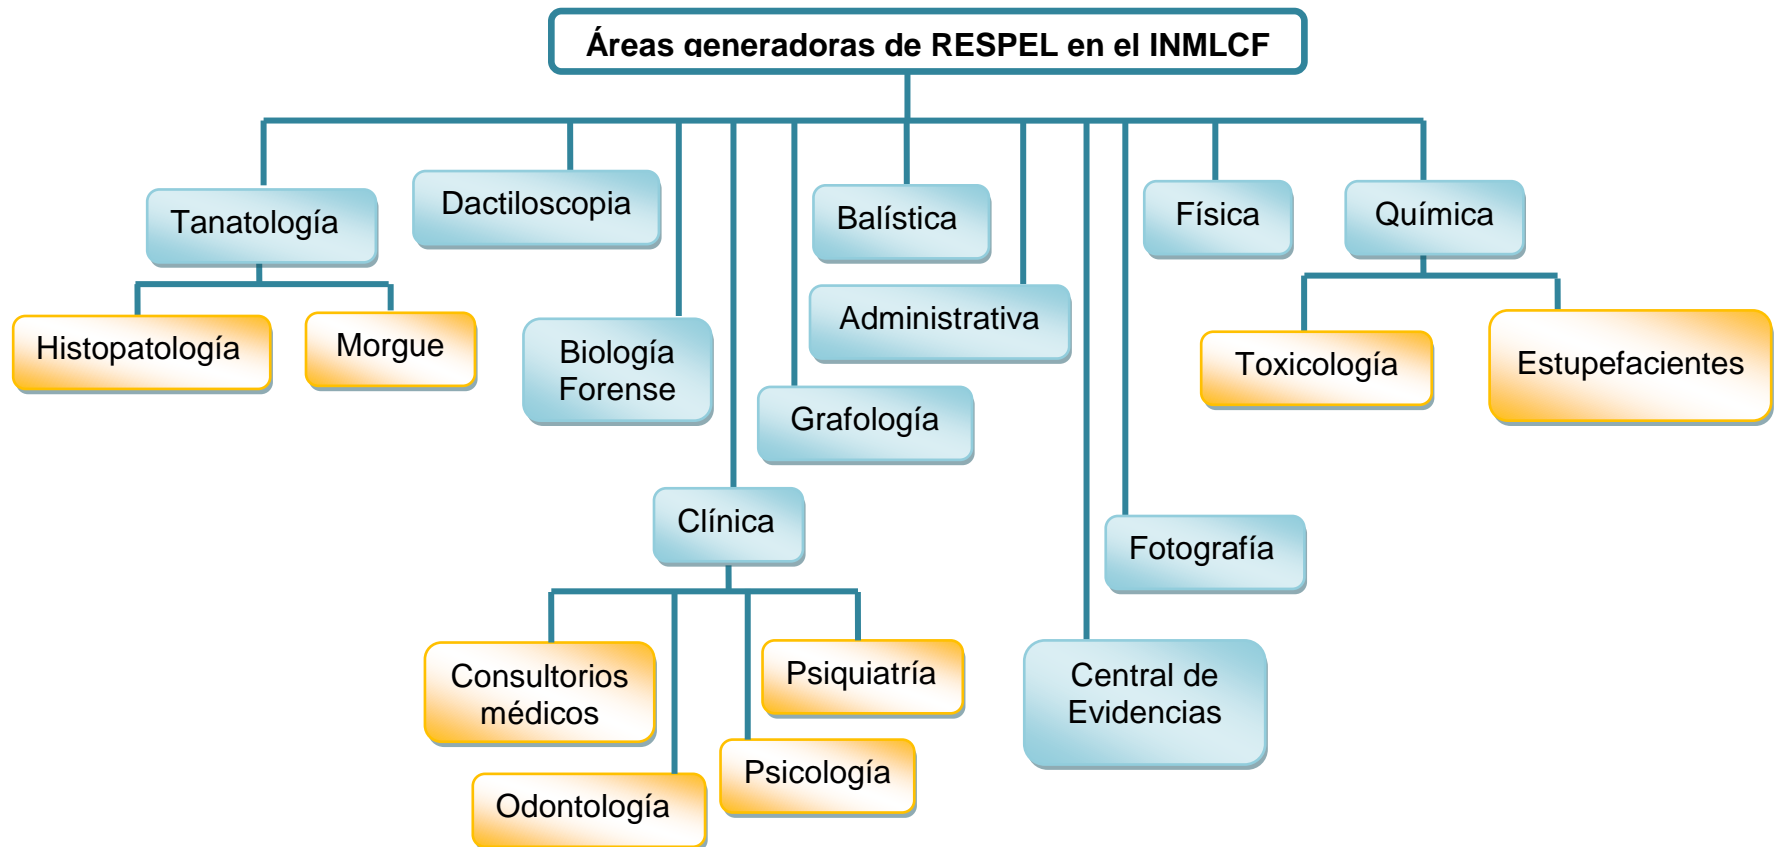 Áreas generadoras de RESPEL en el INMLCF
Tanatología
Dactiloscopia
Balística
Física
Química
Histopatología
Morgue
Biología
Forense
Administrativa
Grafología
Toxicología
Estupefacientes
Clínica
Fotografía
Consultorios
médicos
Psiquiatría
Odontología
Psicología
Central de
Evidencias